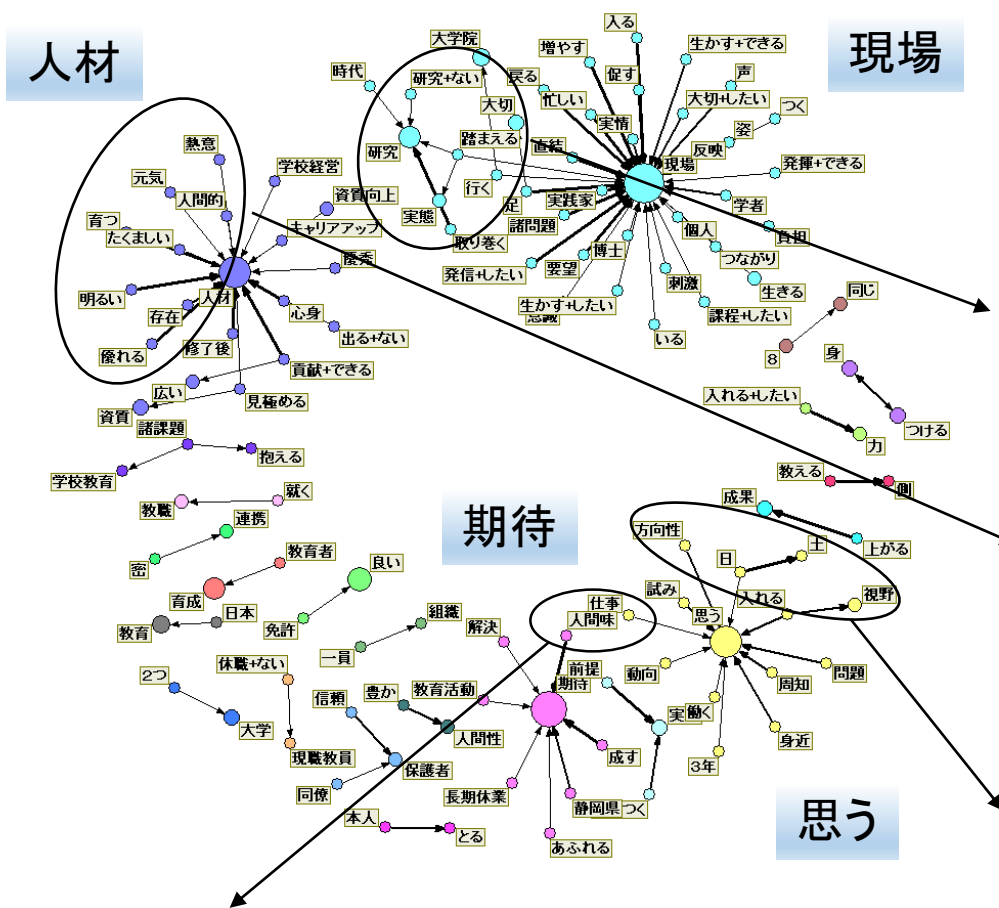 人材
現場
期待
思う
入る
大学院
増やす
生かす+できる
時代
研究+ない
戻る
促す
声
大切
忙しい
大切+したい
つく
熱意
実情
姿
踏まえる
反映
研究
直結
現場
発揮+できる
元気
人間的
学校経営
行く
資質向上
足
実践家
学者
育つ
たくましい
キャリアアップ
実態
諸問題
個人
負担
取り巻く
博士
つながり
優秀
発信+したい
要望
刺激
生きる
同じ
明るい
人材
心身
生かす+したい
意識
課程+したい
存在
出る+ない
いる
優れる
修了後
8
身
貢献+できる
広い
見極める
入れる+したい
つける
資質
力
諸課題
抱える
学校教育
教える
側
教職
就く
成果
連携
方向性
日
土
上がる
密
教育者
良い
試み
入れる
視野
育成
仕事
思う
日本
組織
人間味
教育
免許
解決
一員
前提
動向
周知
問題
休職+ない
期待
2つ
信頼
豊か
教育活動
働く
大学
人間性
身近
現職教員
保護者
成す
3年
同僚
長期休業
静岡県
つく
本人
とる
あふれる